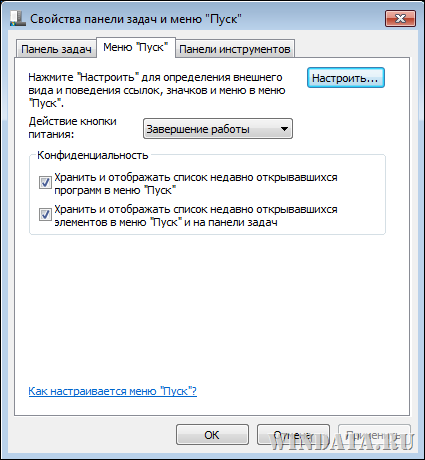 Свойства панели задач и меню "Пуск"
Панель задач
Меню "Пуск"
Панели инструментов
Нажмите "Настроить" для определения внешнего
вида и поведения ссылок, значков и меню в меню
"Пуск".
Настроить...
Действие кнопки
питания:
Завершение работы
Конфиденциальность
Хранить и отображать список недавно открывавшихся
программ в меню "Пуск"
Хранить и отображать список недавно открывавшихся
элементов в меню "Пуск" и на панели задач
Как настраивается меню "Пуск"?
ОК
Отмена
Применить
WINDATA.RU